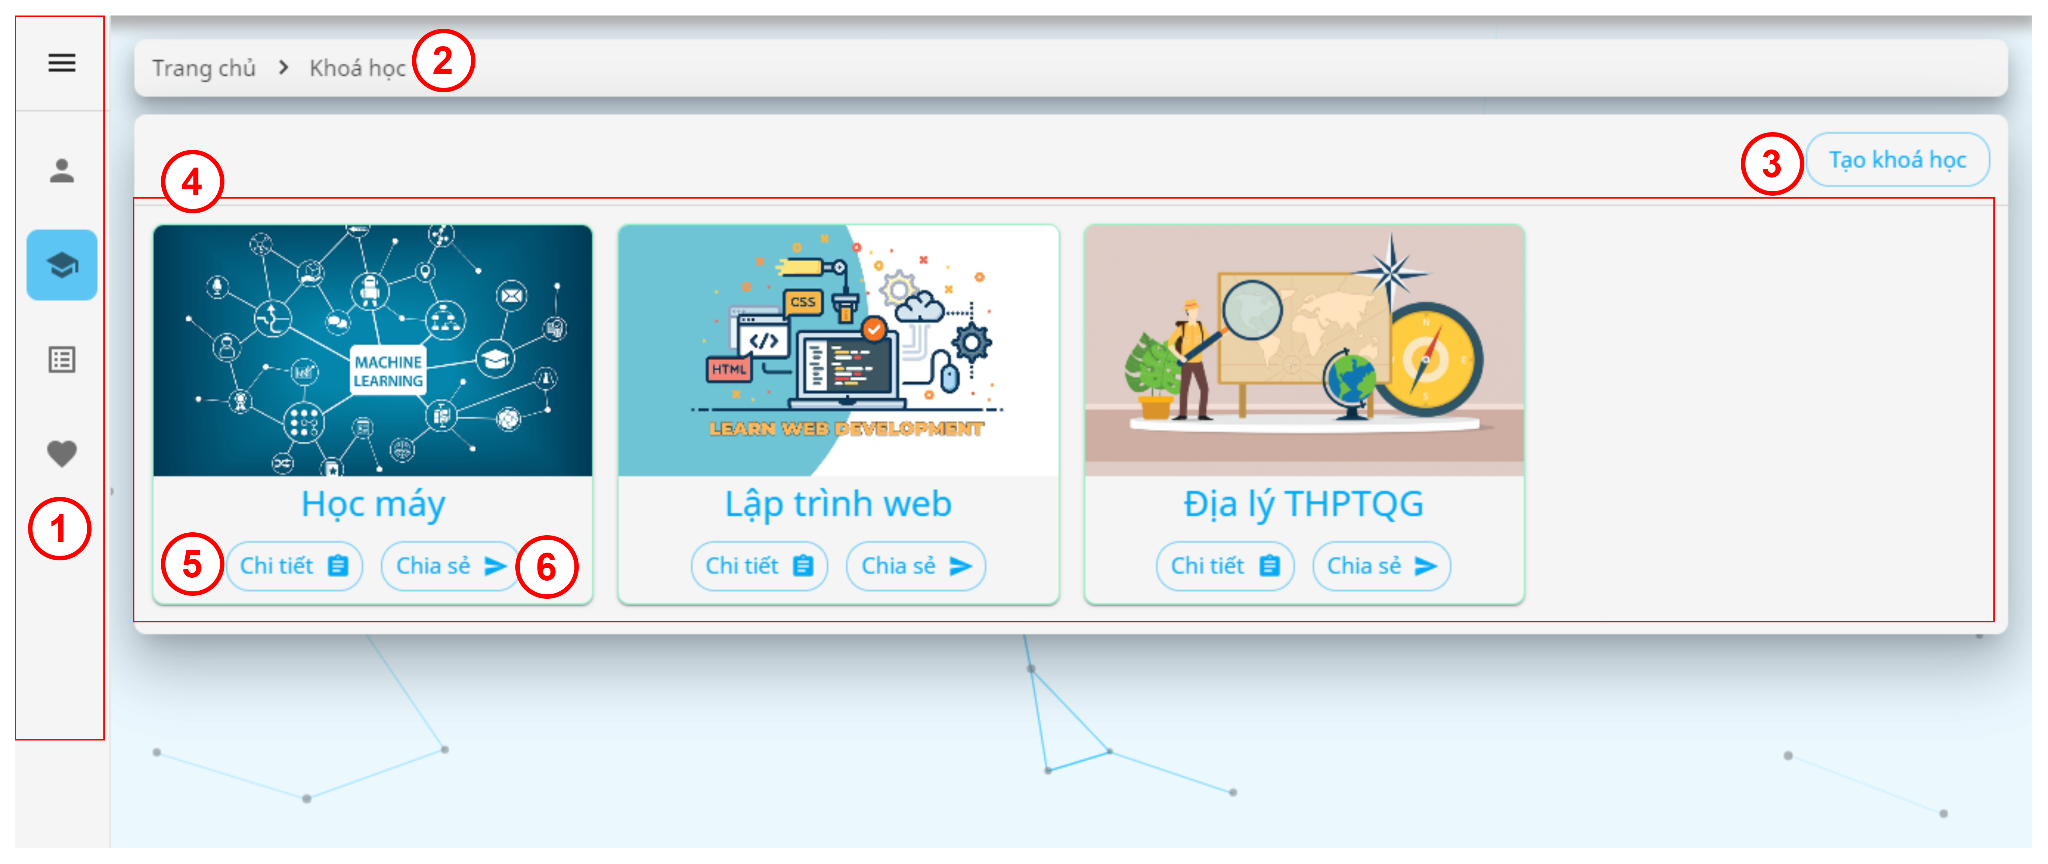 Trang chủ > Khoá học 2
3 Tạo khoá học
4
MACHINE
LEARNING
CSS
</>
HTML
LEARN WEB DEVELOPMENT
N
E
S
Học máy
Lập trình web
Địa lý THPTQG
1
5 Chi tiết Chia sẻ 6
Chi tiết Chia sẻ
Chi tiết Chia sẻ